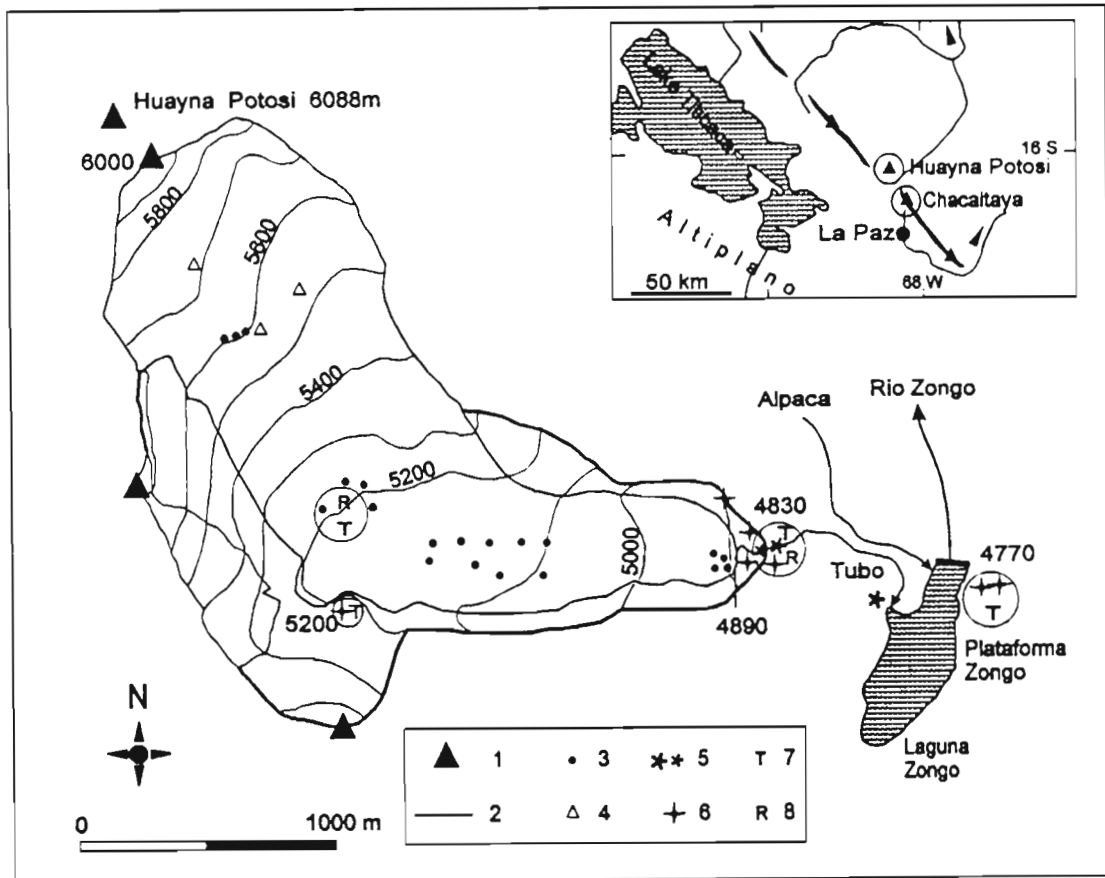 Huayna Potosi 6088m
6000
5800
5600
5400
5200
R
T
5200
T
5000
4890
4830
T
R
Alpaca
Rio Zongo
Tubo
4770
T
Plataforma
Zongo
Laguna
Zongo
N
0 1000 m
1
2
3
4
5
6
T 7
R 8
Lake Titicaca
Altiplano
50 km
16 S
Huayna Potosi
Chacaltaya
La Paz
68 W